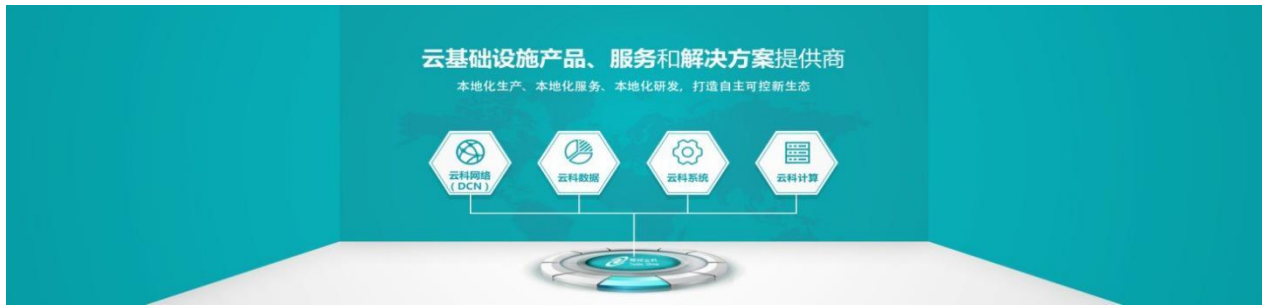 云基础设施产品、服务和解决方案提供商
本地化生产、本地化服务、本地化研发，打造自主可控新生态
云科网络
（DCN）
云科数据
云科系统
云科计算